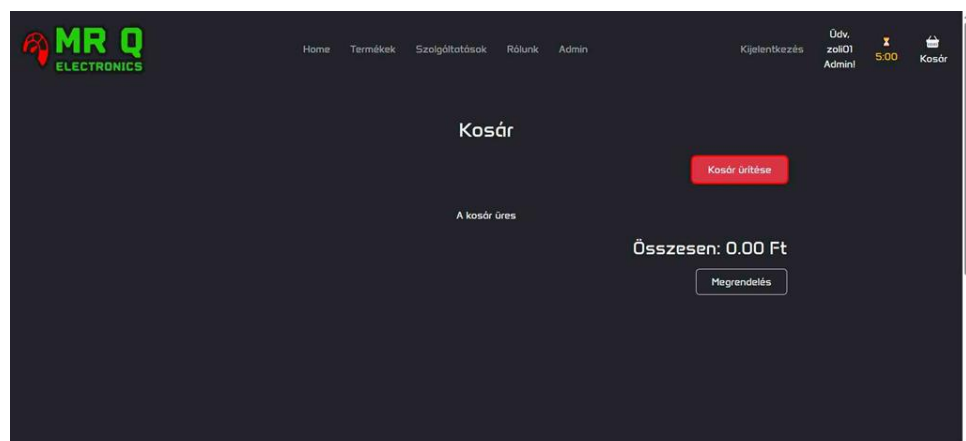 MR Q
ELECTRONICS
Home Termékek Szolgáltatások Rólunk Admin Kijelentkezés
Üdv,
zoli01
Admin!
5:00
Kosár
Kosár
Kosár ürítése
A kosár üres
Összesen: 0.00 Ft
Megrendelés